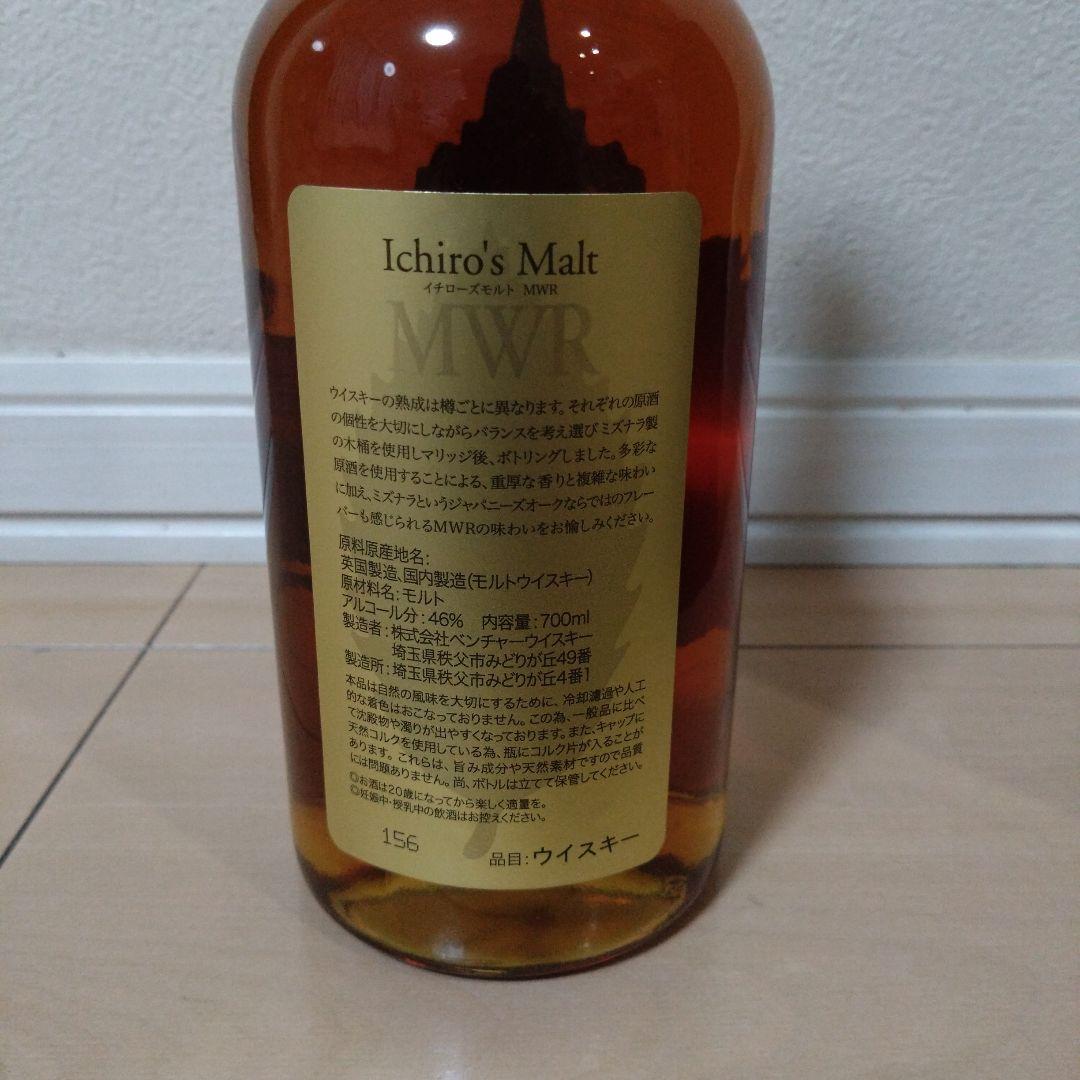 Ichiro's Malt
イチローズモルト MWR
MWR
ウイスキーの熟成は樽ごとに異なります。それぞれの原酒
の個性を大切にしながらバランスを考え選びミズナラ製
の木桶を使用しマリッジ後、ボトリングしました。多彩な
原酒を使用することによる、重厚な香りと複雑な味わい
に加え、ミズナラというジャパニーズオークならではのフレー
バーも感じられるMWRの味わいをお愉しみください。
原料原産地名:
英国製造、国内製造(モルトウイスキー)
原材料名:モルト
アルコール分:46% 内容量:700ml
製造者:株式会社ベンチャーウイスキー
埼玉県秩父市みどりが丘49番
製造所:埼玉県秩父市みどりが丘4番1
本品は自然の風味を大切にするために、冷却濾過や人工
的な着色はおこなっておりません。この為、一般品に比べ
て沈殿物や濁りが出やすくなっております。また、キャップに
天然コルクを使用している為、瓶にコルク片が入ることが
あります。これらは、旨み成分や天然素材ですので品質
には問題ありません。尚、ボトルは立てて保管してください。
◎お酒は20歳になってから楽しく適量を。
◎妊娠中・授乳中の飲酒はお控えください。
156
品目:ウイスキー